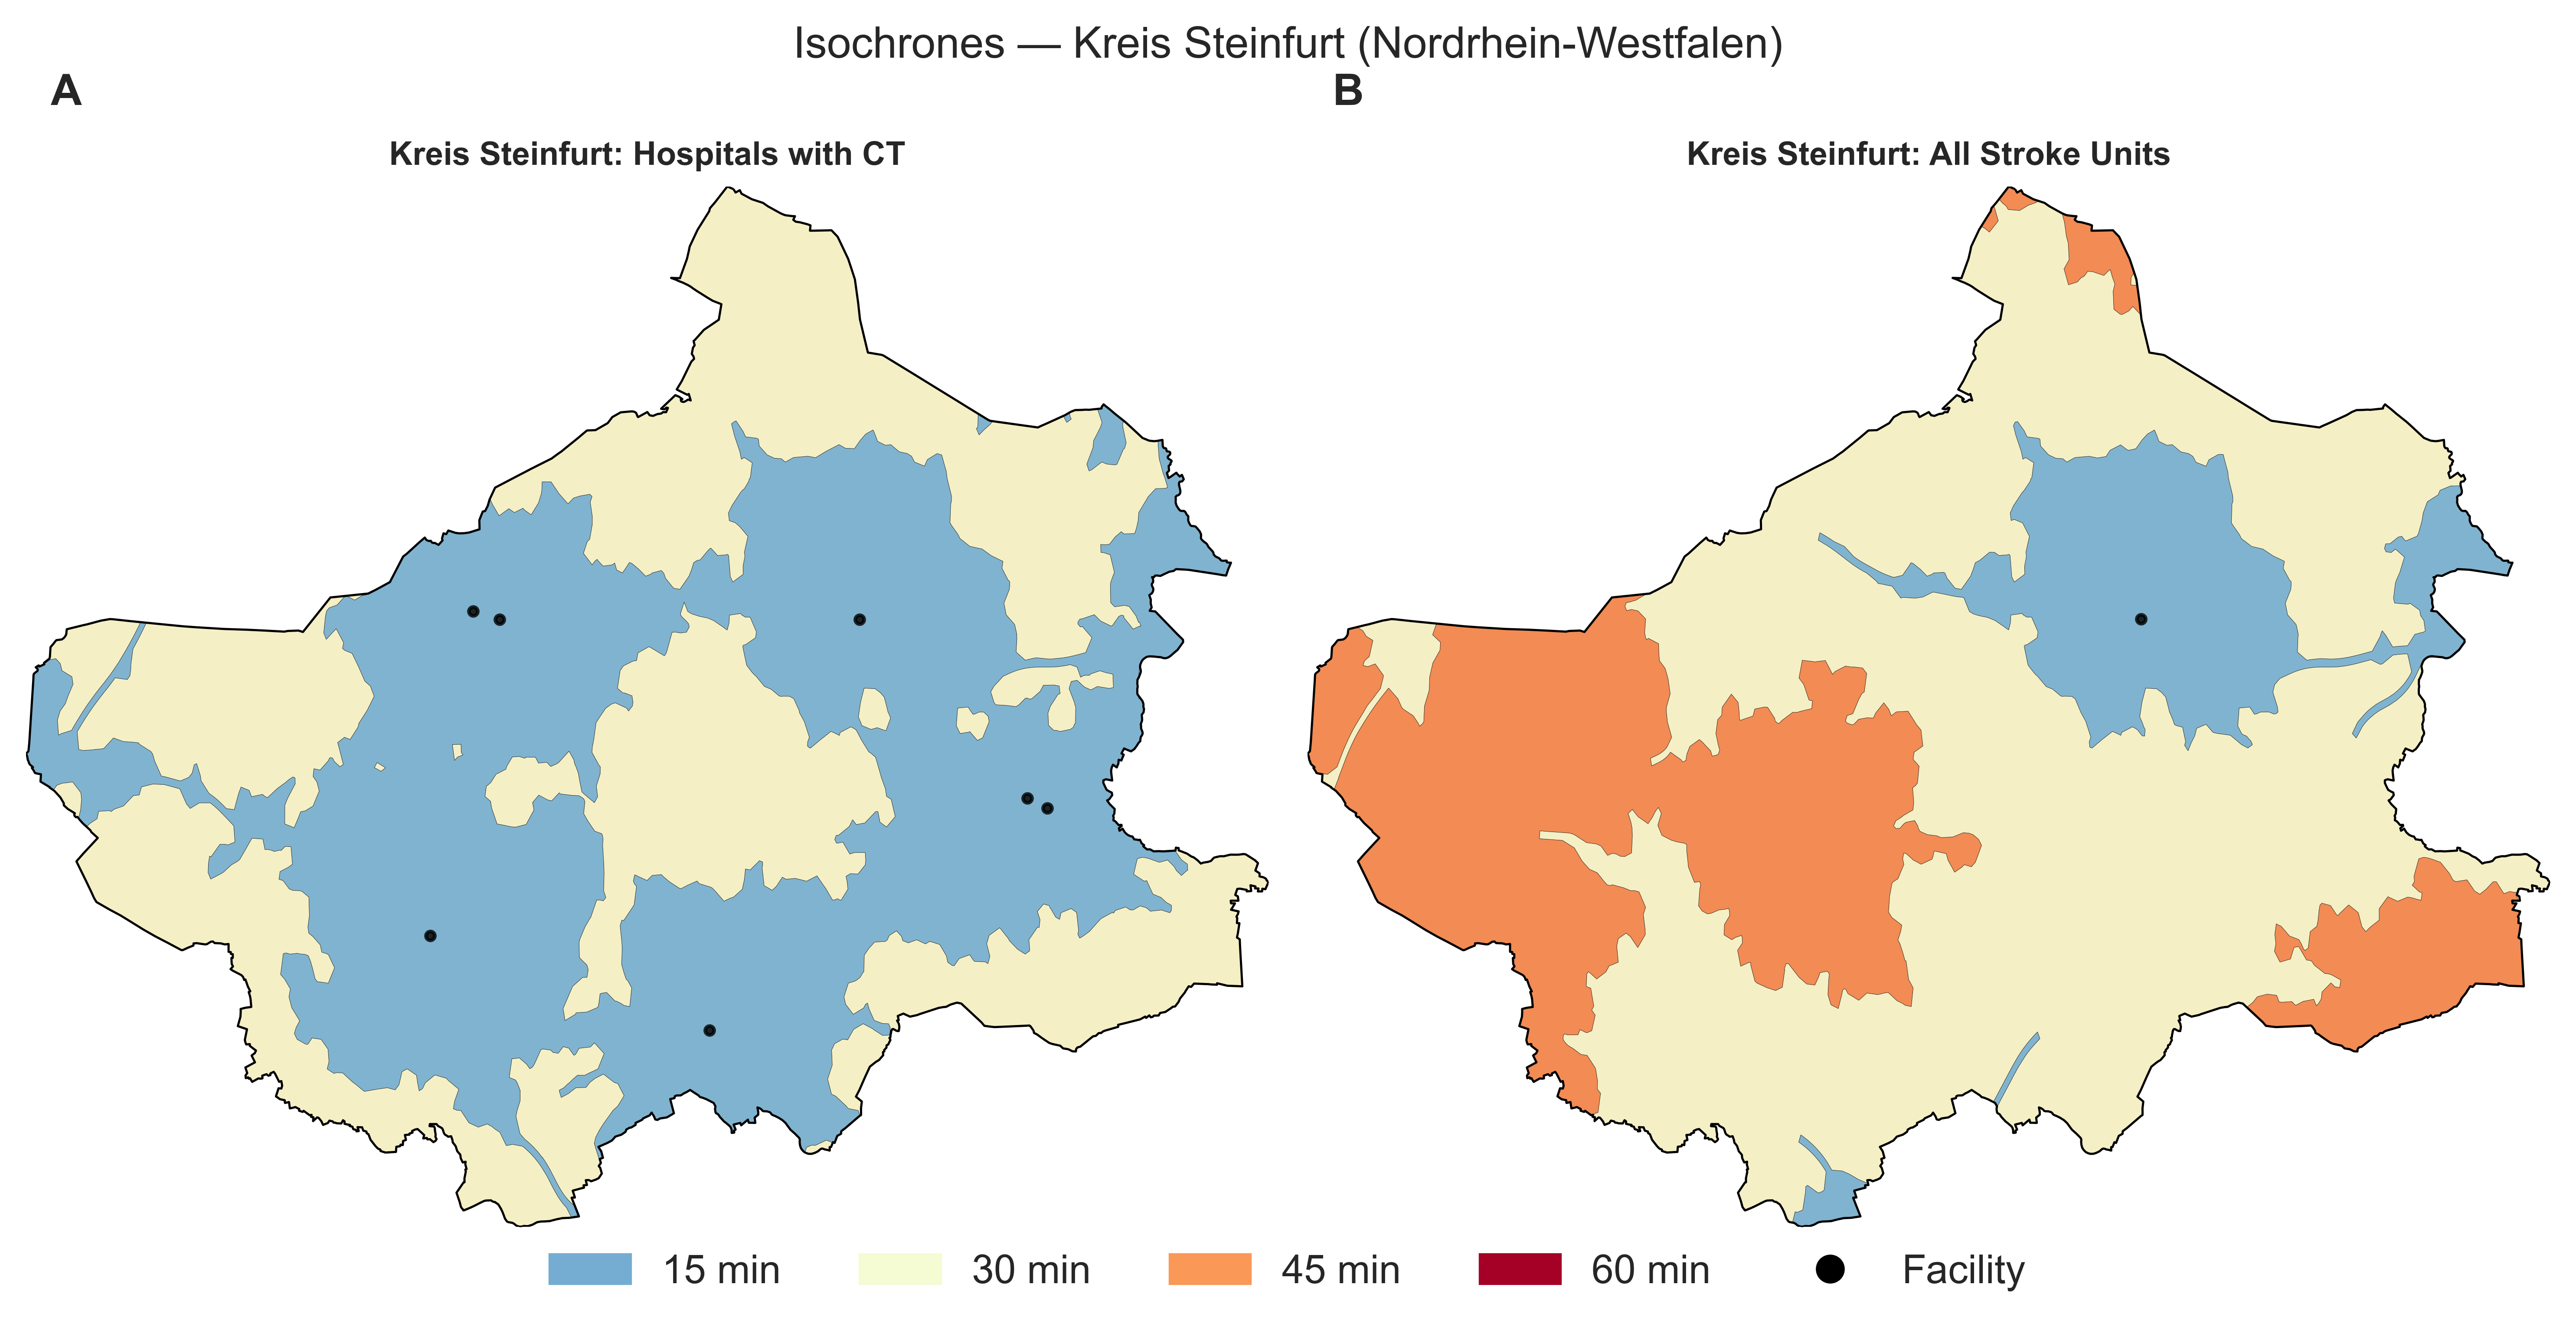 Isochrones — Kreis Steinfurt (Nordrhein-Westfalen)
A
B
Kreis Steinfurt: Hospitals with CT
Kreis Steinfurt: All Stroke Units
15 min
30 min
45 min
60 min
Facility